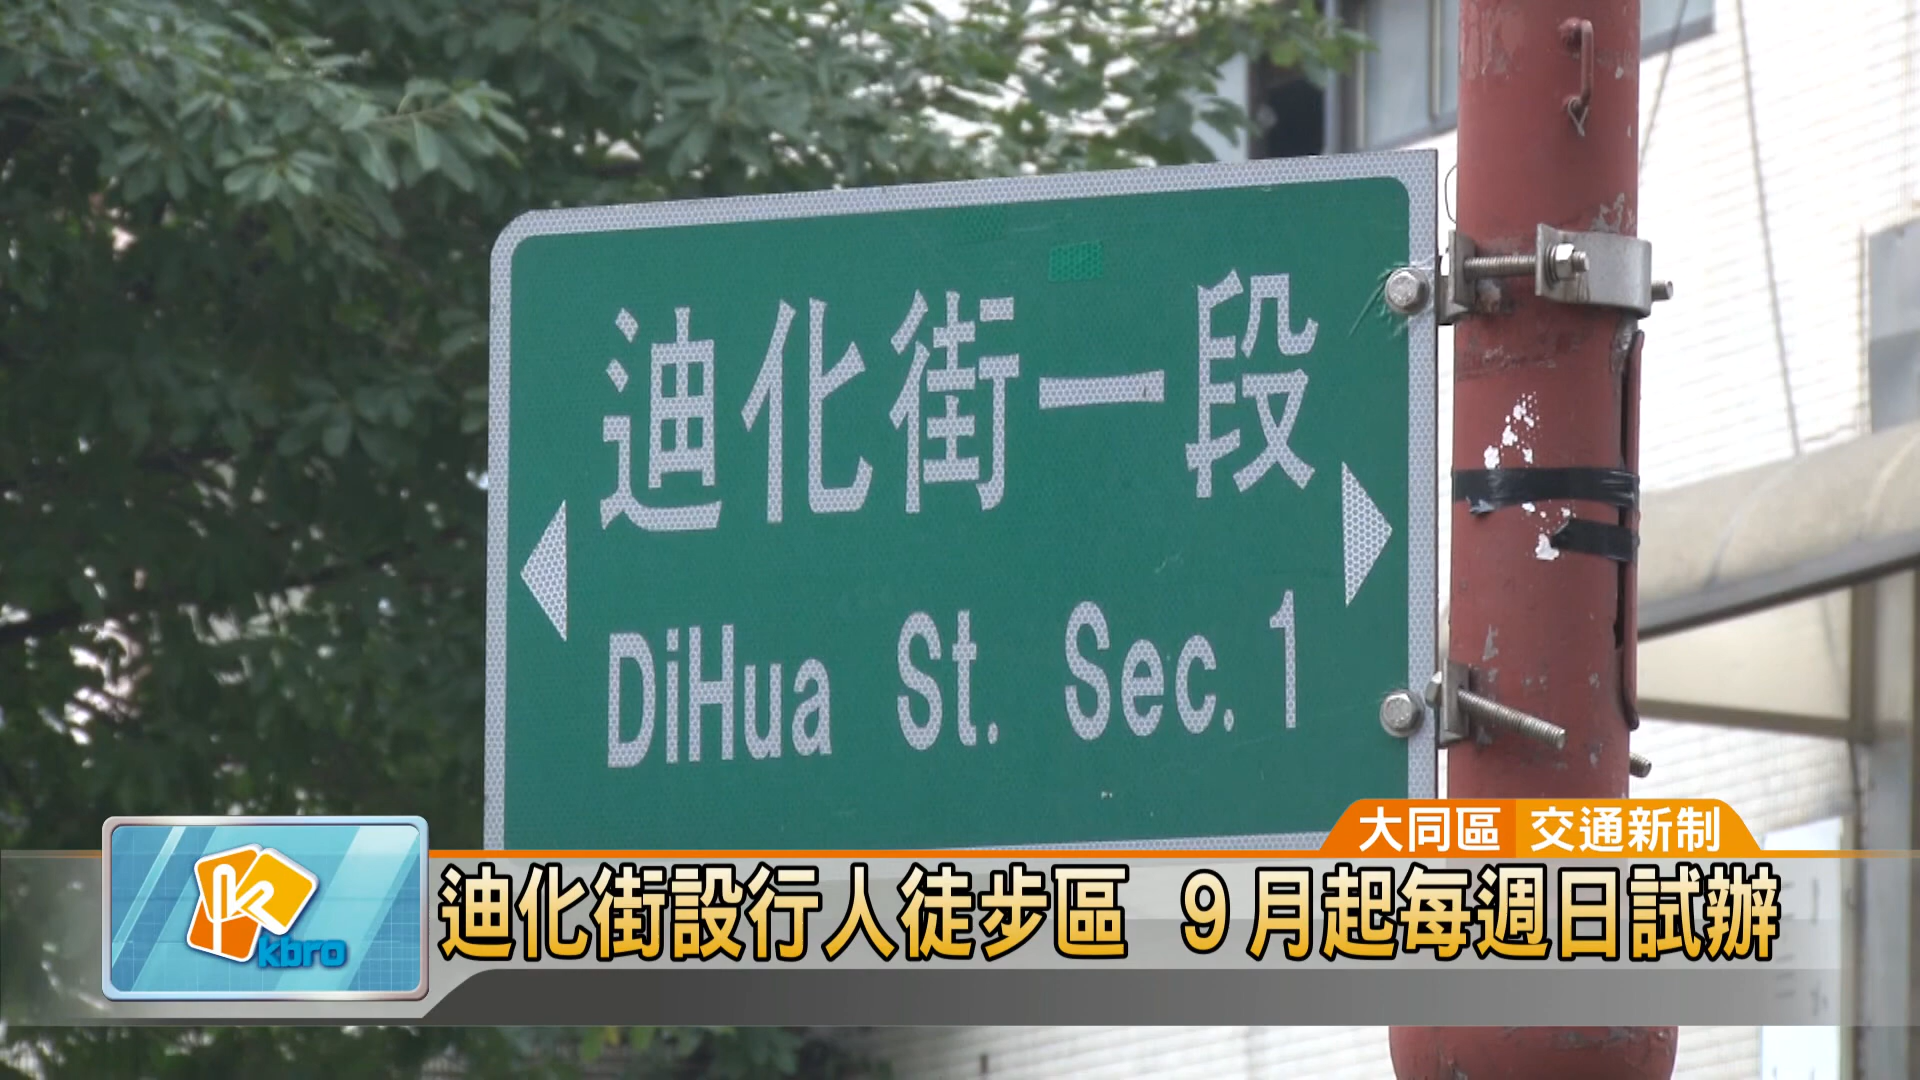 迪化街一段
DiHua St. Sec. 1
大同區 交通新制
迪化街設行人徒步區 9月起每週日試辦
kbro